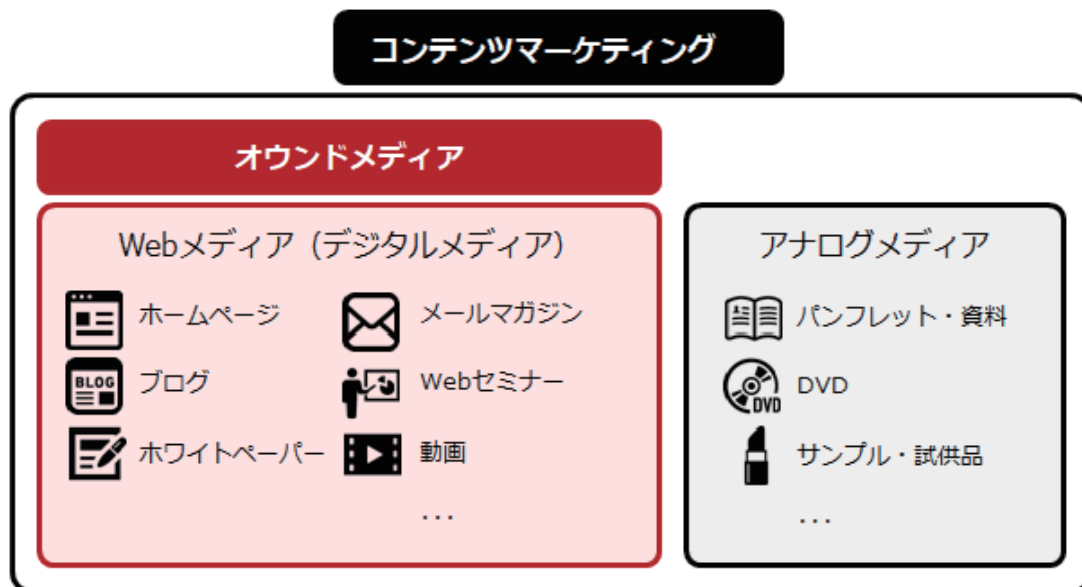 コンテンツマーケティング
オウンドメディア
Webメディア（デジタルメディア）
ホームページ
メールマガジン
BLOG
ブログ
Webセミナー
ホワイトペーパー
動画
...
アナログメディア
パンフレット・資料
DVD
DVD
サンプル・試供品
...